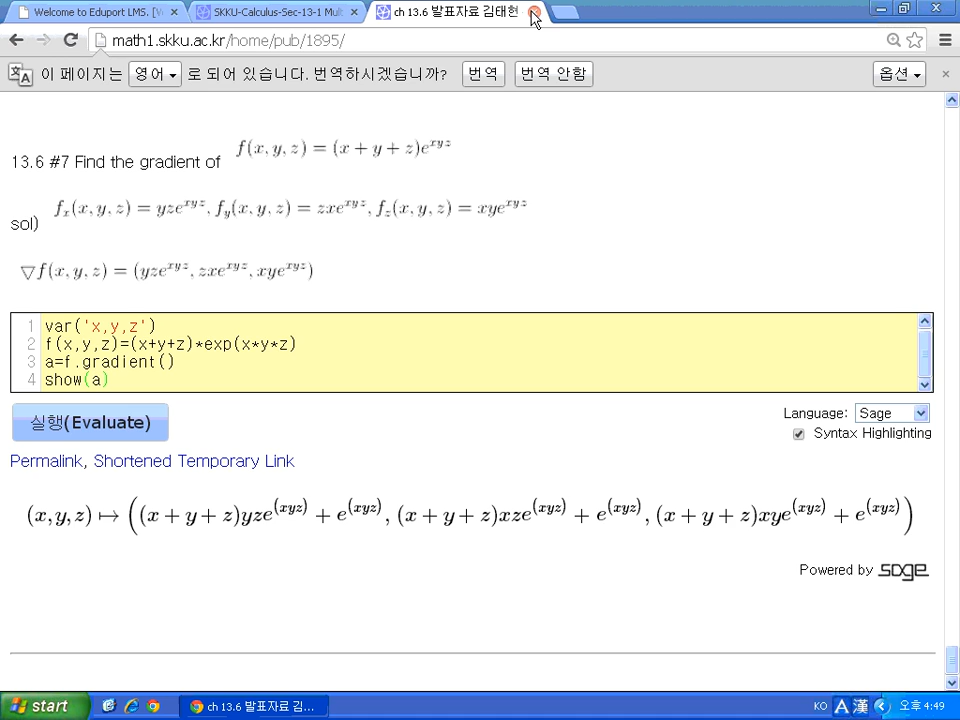 Welcome to Eduport LMS. [W
SKKU-Calculus-Sec-13-1 Mult
ch 13.6 발표자료 김태현
math1.skku.ac.kr/home/pub/1895/
이 페이지는 영어 로 되어 있습니다. 번역하시겠습니까? 번역 번역 안함 옵션
13.6 #7 Find the gradient of f(x, y, z) = (x + y + z)e^{xyz}
sol) f_x(x, y, z) = yze^{xyz}, f_y(x, y, z) = zxe^{xyz}, f_z(x, y, z) = xye^{xyz}
▽f(x, y, z) = (yze^{xyz}, zxe^{xyz}, xye^{xyz})
1 var('x,y,z')
2 f(x,y,z)=(x+y+z)*exp(x*y*z)
3 a=f.gradient()
4 show(a)
실행(Evaluate)
Language: Sage
Syntax Highlighting
Permalink, Shortened Temporary Link
(x, y, z) ↦ ((x + y + z)yze^{(xyz)} + e^{(xyz)}, (x + y + z)xze^{(xyz)} + e^{(xyz)}, (x + y + z)xye^{(xyz)} + e^{(xyz)})
Powered by sage
start
ch 13.6 발표자료 김...
KO A 漢 오후 4:49